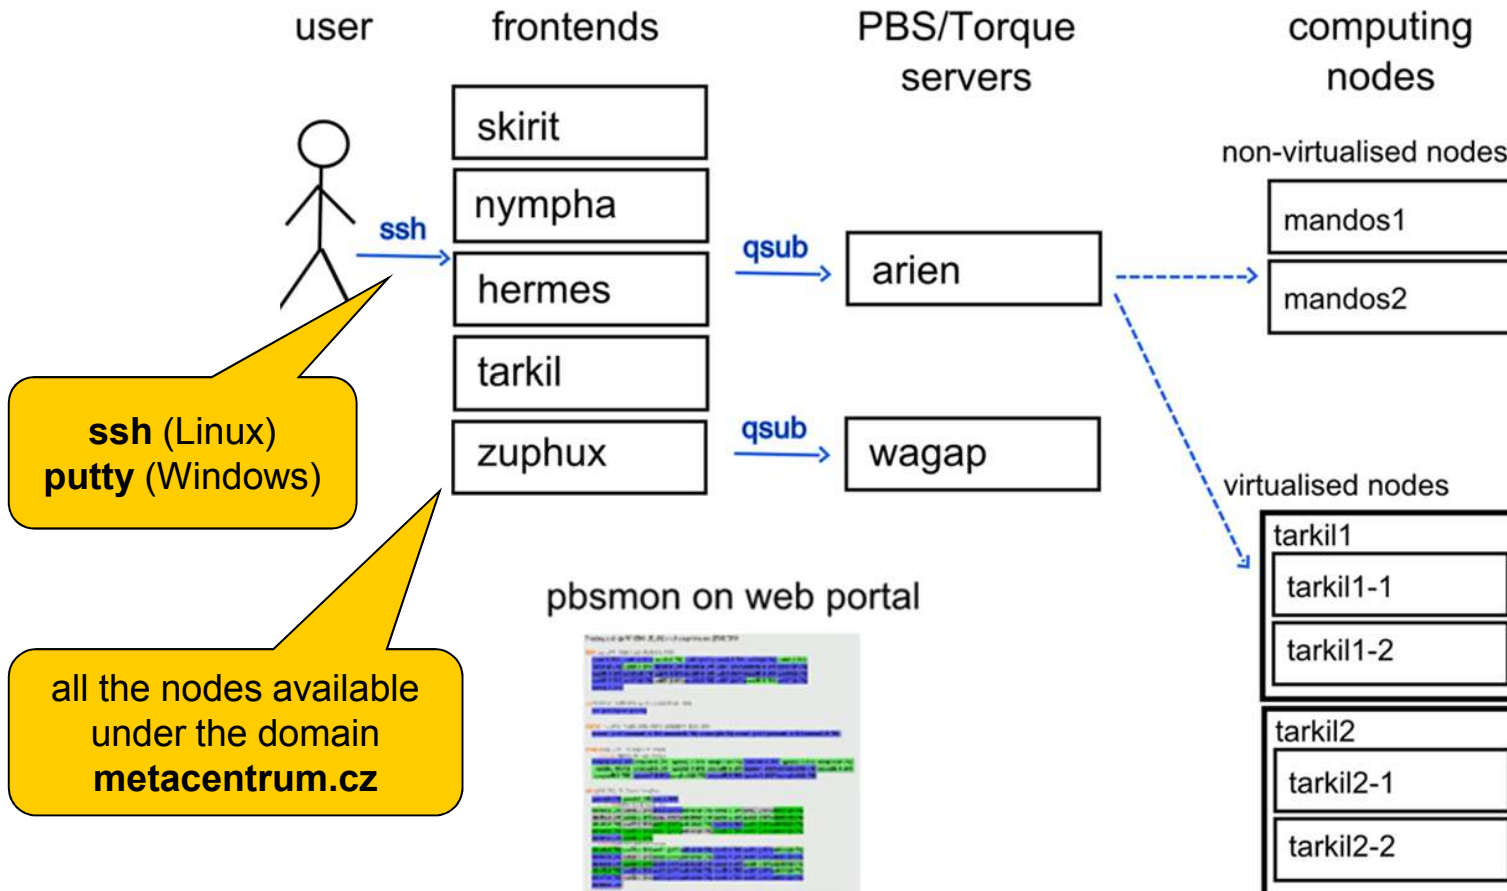 user
frontends
PBS/Torque
servers
computing
nodes
skirit
nympha
hermes
tarkil
zuphux
ssh
qsub
qsub
arien
wagap
non-virtualised nodes
mandos1
mandos2
virtualised nodes
tarkil1
tarkil1-1
tarkil1-2
tarkil2
tarkil2-1
tarkil2-2
ssh (Linux)
putty (Windows)
all the nodes available
under the domain
metacentrum.cz
pbsmon on web portal